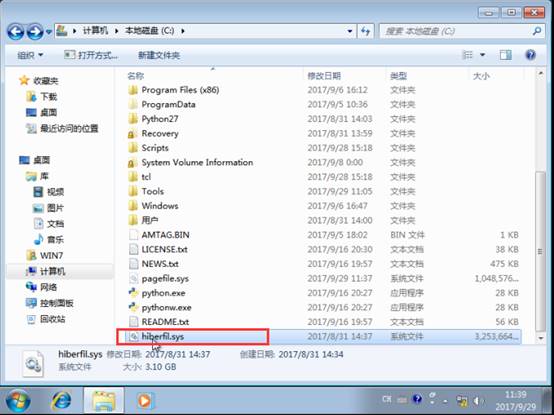 计算机 ▸ 本地磁盘 (C:) ▸
搜索 本地磁盘 (C:)
组织 打开方式... 新建文件夹
名称 修改日期 类型 大小
收藏夹
下载
桌面
最近访问的位置
桌面
库
视频
图片
文档
音乐
WIN7
计算机
网络
控制面板
回收站
Program Files (x86) 2017/9/6 16:12 文件夹
ProgramData 2017/9/5 10:36 文件夹
Python27 2017/8/31 14:03 文件夹
Recovery 2017/8/31 13:59 文件夹
Scripts 2017/9/28 15:18 文件夹
System Volume Information 2017/9/8 0:00 文件夹
tcl 2017/9/28 15:18 文件夹
Tools 2017/9/29 11:05 文件夹
Windows 2017/9/6 16:47 文件夹
用户 2017/8/31 14:00 文件夹
AMTAG.BIN 2017/9/5 18:02 BIN 文件 1 KB
LICENSE.txt 2017/9/16 20:30 文本文档 38 KB
NEWS.txt 2017/9/16 19:57 文本文档 475 KB
pagefile.sys 2017/9/29 11:37 系统文件 1,048,576...
python.exe 2017/9/16 20:20 应用程序 28 KB
pythonw.exe 2017/9/16 20:20 应用程序 28 KB
README.txt 2017/9/16 19:57 文本文档 56 KB
hiberfil.sys 2017/8/31 14:37 系统文件 3,253,664...
hiberfil.sys 修改日期: 2017/8/31 14:37 创建日期: 2017/8/31 14:34
系统文件 大小: 3.10 GB
CH
11:39
2017/9/29